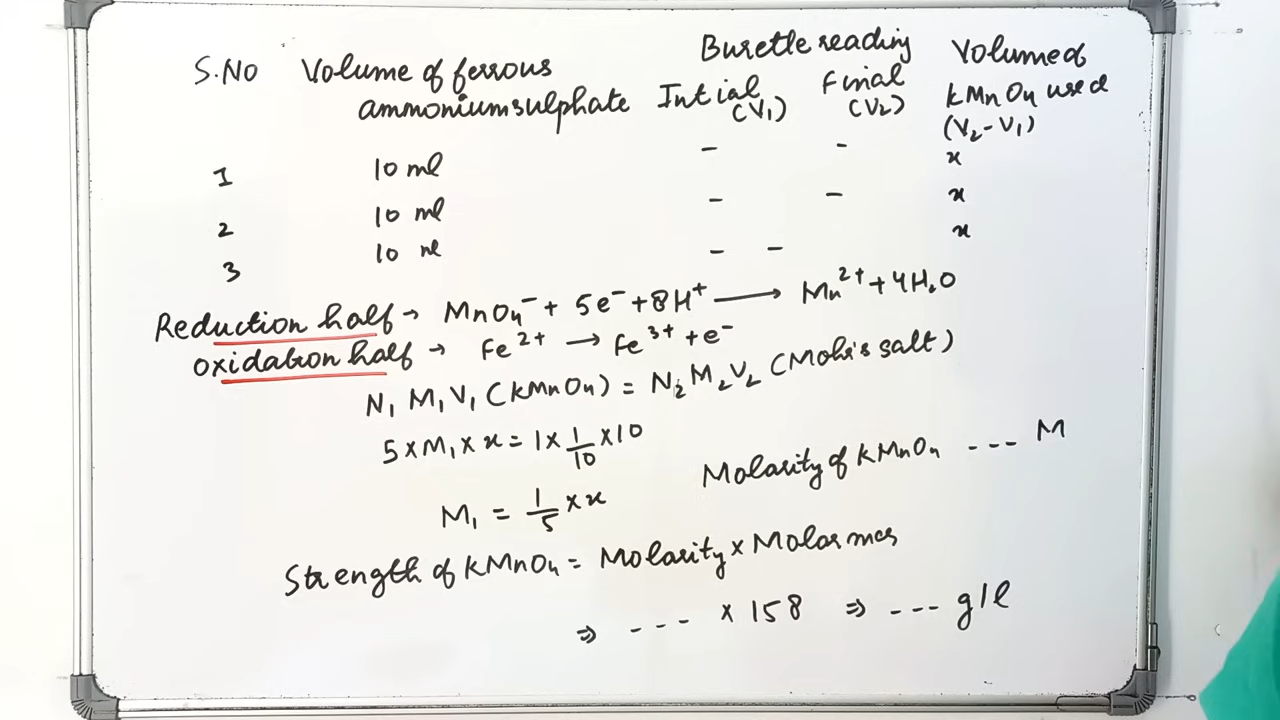 S.No Volume of ferrous ammonium sulphate Burette reading Volume of KMnO4 used
Intial (V1) Final (V2) (V2-V1)
1 10 ml - - x
2 10 ml - - x
3 10 ml - - x
Reduction half → MnO4⁻ + 5e⁻ + 8H⁺ ⟶ Mn²⁺ + 4H2O
oxidation half → Fe²⁺ → Fe³⁺ + e⁻
N1 M1 V1 (KMnO4) = N2 M2 V2 (Mohr's salt)
5 × M1 × x = 1 × 1/10 × 10
M1 = 1/5 × x
Molarity of KMnO4 --- M
Strength of KMnO4 = Molarity × Molar mas
⇒ --- × 158 ⇒ --- g/l